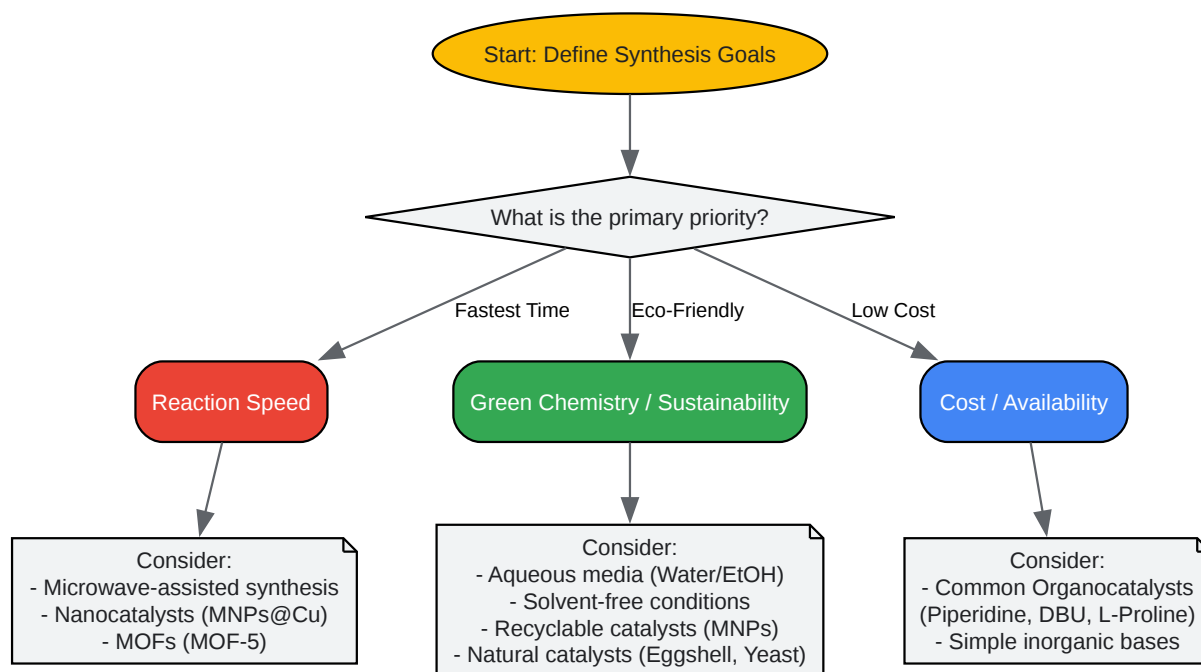 Start: Define Synthesis Goals
What is the primary priority?
Fastest Time
Eco-Friendly
Low Cost
Reaction Speed
Green Chemistry / Sustainability
Cost / Availability
Consider:
- Microwave-assisted synthesis
- Nanocatalysts (MNPs@Cu)
- MOFs (MOF-5)
Consider:
- Aqueous media (Water/EtOH)
- Solvent-free conditions
- Recyclable catalysts (MNPs)
- Natural catalysts (Eggshell, Yeast)
Consider:
- Common Organocatalysts
(Piperidine, DBU, L-Proline)
- Simple inorganic bases